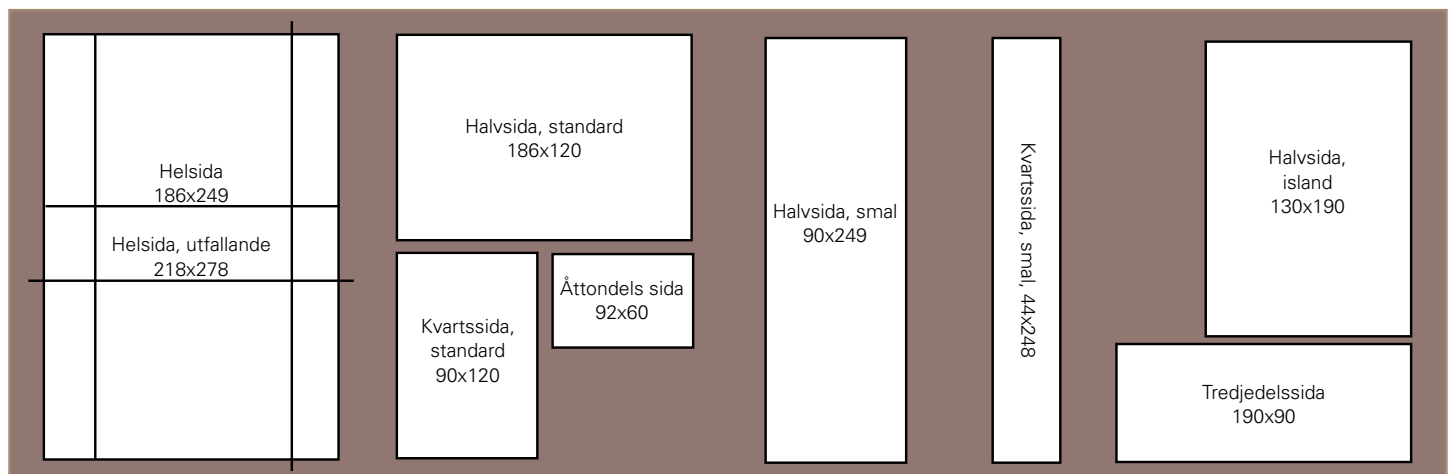 Helsida
186x249
Helsida, utfallande
218x278
Halvsida, standard
186x120
Kvartssida,
standard
90x120
Åttondels sida
92x60
Halvsida, smal
90x249
Kvartssida, smal, 44x248
Halvsida,
island
130x190
Tredjedelssida
190x90